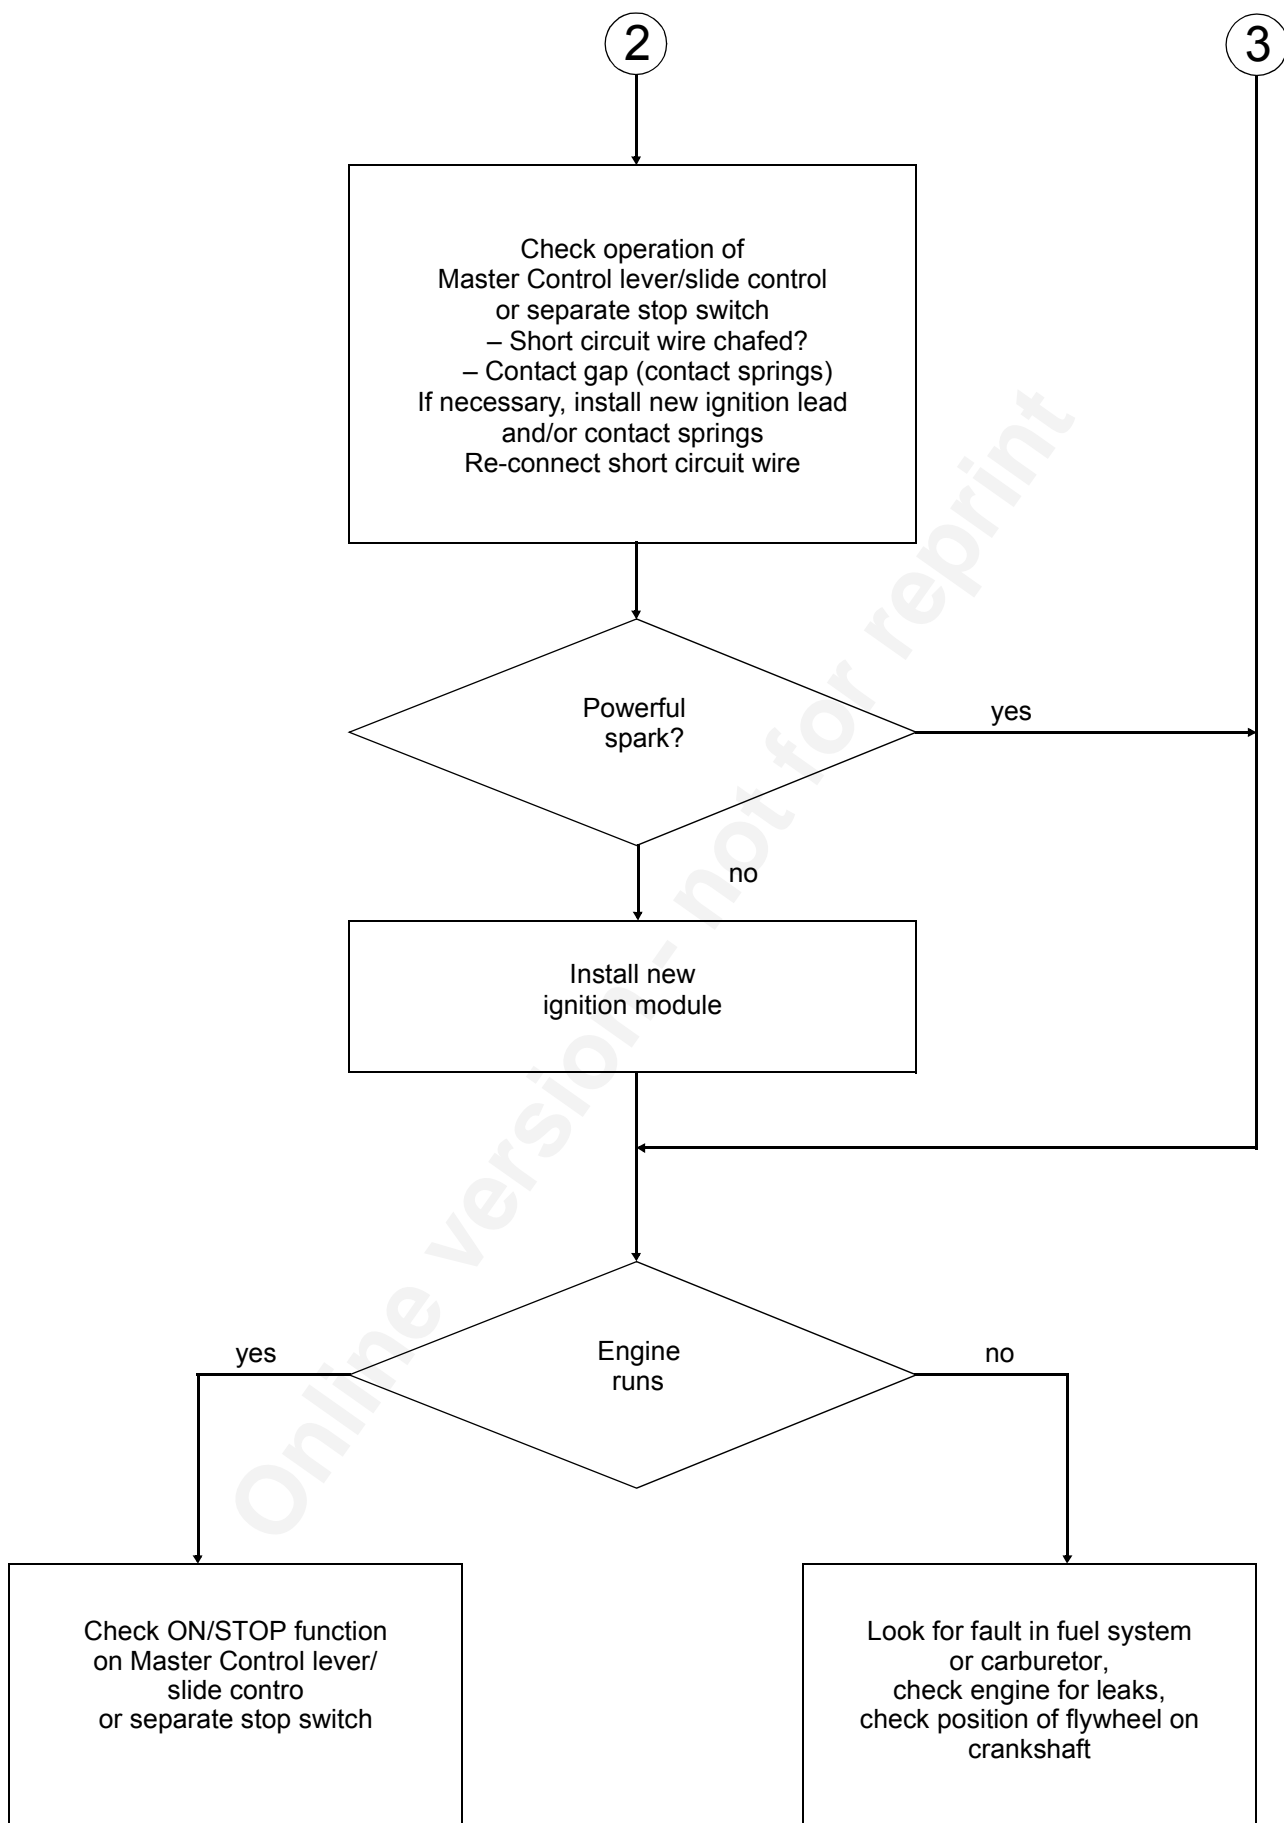 2
3
Check operation of
Master Control lever/slide control
or separate stop switch
– Short circuit wire chafed?
– Contact gap (contact springs)
If necessary, install new ignition lead
and/or contact springs
Re-connect short circuit wire
Powerful
spark?
yes
no
Install new
ignition module
Engine
runs
yes
no
Check ON/STOP function
on Master Control lever/
slide contro
or separate stop switch
Look for fault in fuel system
or carburetor,
check engine for leaks,
check position of flywheel on
crankshaft
Online version - not for reprint